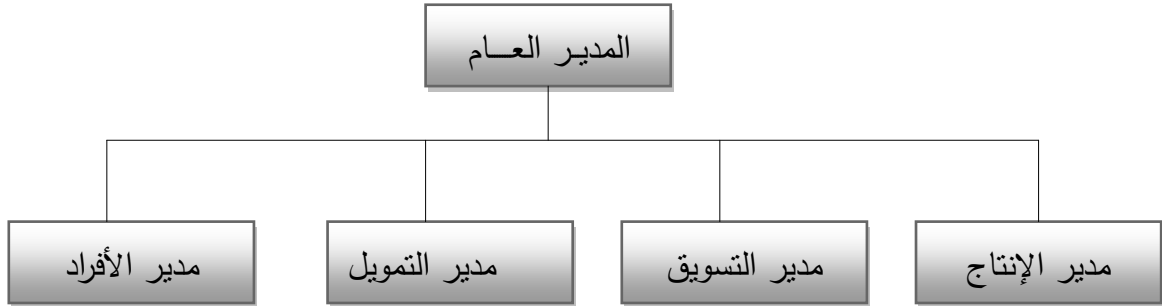 المديـر العــام
مدير الإنتاج
مدير التسويق
مدير التمويل
مدير الأفراد